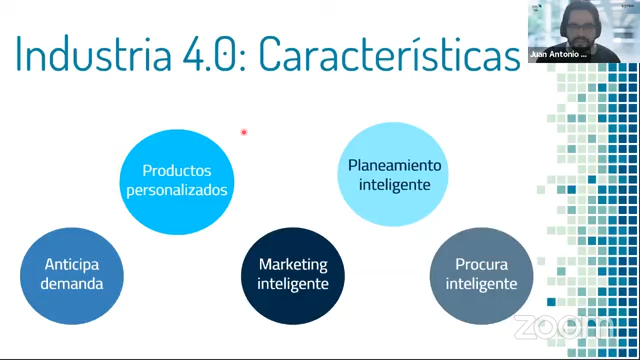 Industria 4.0: Características
Juan Antonio
Productos
personalizados
Planeamiento
inteligente
Anticipa
demanda
Marketing
inteligente
Procura
inteligente
zoom